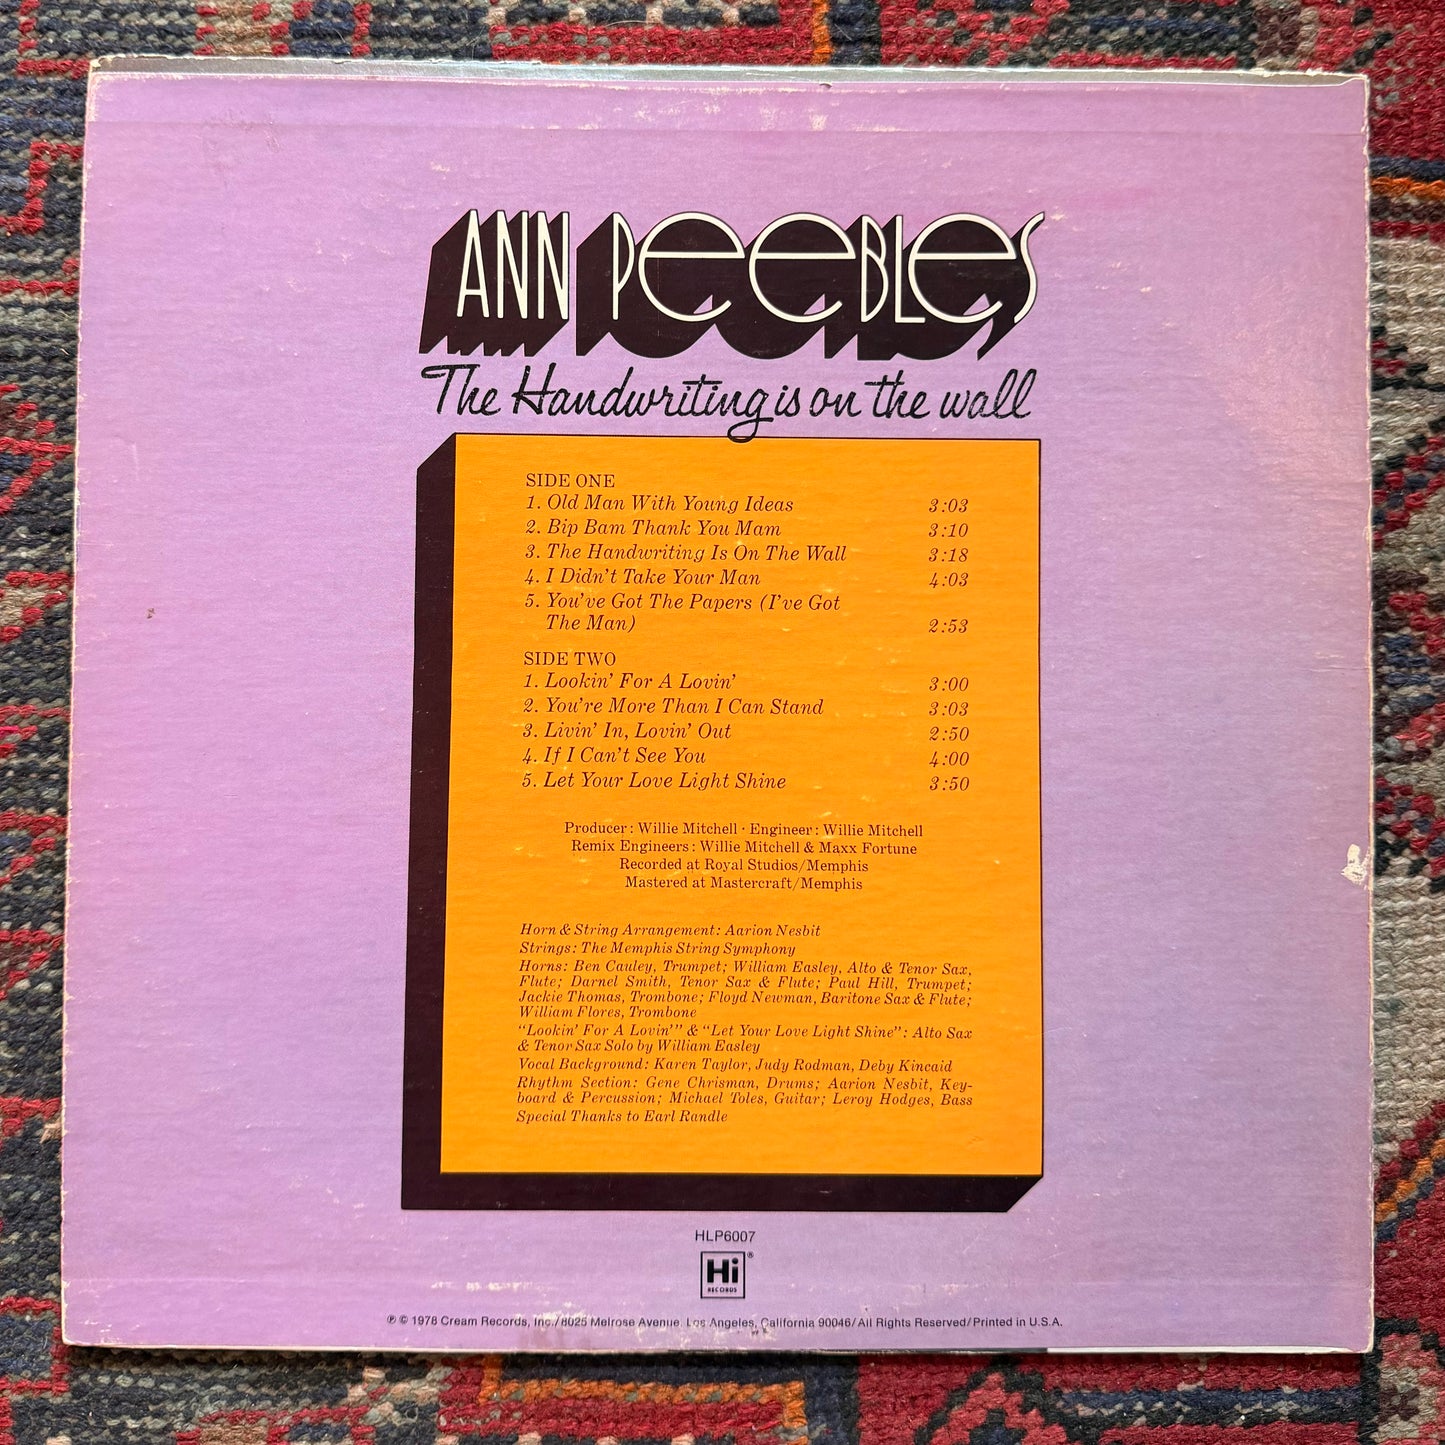 ANN PEEBLES
The Handwriting is on the wall
SIDE ONE
1. Old Man With Young Ideas 3:03
2. Bip Bam Thank You Mam 3:10
3. The Handwriting Is On The Wall 3:18
4. I Didn't Take Your Man 4:03
5. You've Got The Papers (I've Got
The Man) 2:53
SIDE TWO
1. Lookin' For A Lovin' 3:00
2. You're More Than I Can Stand 3:03
3. Livin' In, Lovin' Out 2:50
4. If I Can't See You 4:00
5. Let Your Love Light Shine 3:50
Producer: Willie Mitchell · Engineer: Willie Mitchell
Remix Engineers: Willie Mitchell & Maxx Fortune
Recorded at Royal Studios/Memphis
Mastered at Mastercraft/Memphis
Horn & String Arrangement: Aarion Nesbit
Strings: The Memphis String Symphony
Horns: Ben Cauley, Trumpet; William Easley, Alto & Tenor Sax,
Flute; Darnel Smith, Tenor Sax & Flute; Paul Hill, Trumpet;
Jackie Thomas, Trombone; Floyd Newman, Baritone Sax & Flute;
William Flores, Trombone
"Lookin' For A Lovin'" & "Let Your Love Light Shine": Alto Sax
& Tenor Sax Solo by William Easley
Vocal Background: Karen Taylor, Judy Rodman, Deby Kincaid
Rhythm Section: Gene Chrisman, Drums; Aarion Nesbit, Key-
board & Percussion; Michael Toles, Guitar; Leroy Hodges, Bass
Special Thanks to Earl Randle
HLP6007
Hi ®
RECORDS
℗ © 1978 Cream Records, Inc./8025 Melrose Avenue, Los Angeles, California 90046/All Rights Reserved/Printed in U.S.A.